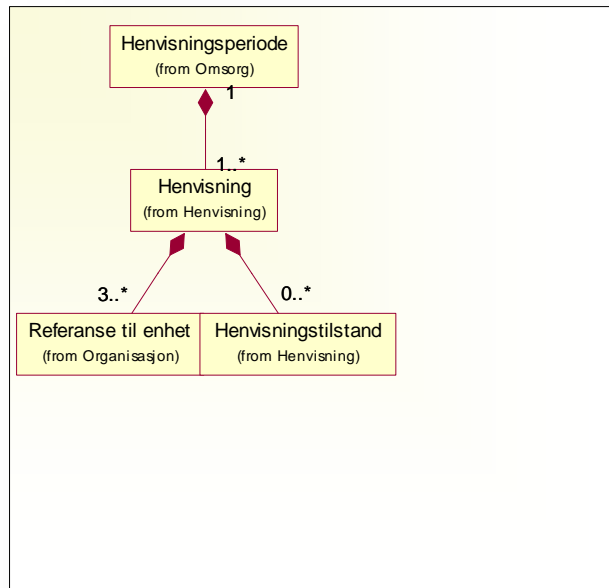 Henvisningsperiode
(from Omsorg)
1
1..*
Henvisning
(from Henvisning)
3..*
0..*
Referanse til enhet
(from Organisasjon)
Henvisningstilstand
(from Henvisning)